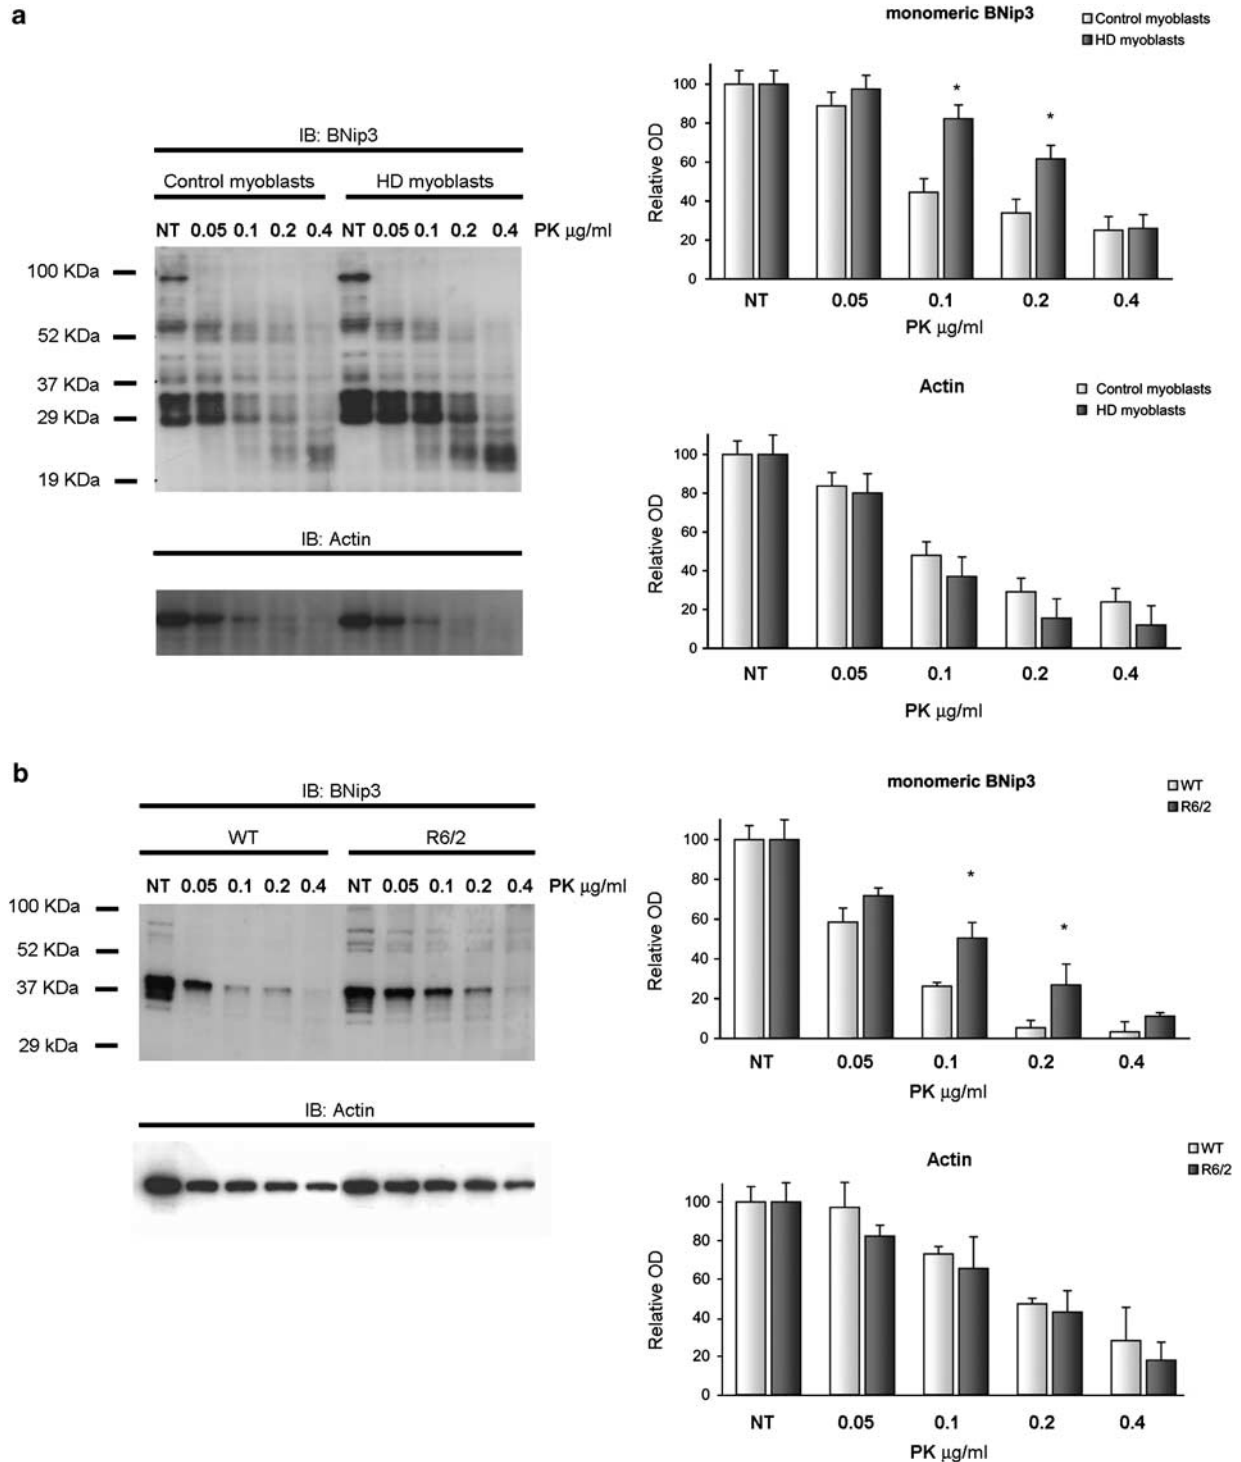 a
IB: BNip3
Control myoblasts HD myoblasts
NT 0.05 0.1 0.2 0.4 NT 0.05 0.1 0.2 0.4 PK µg/ml
100 KDa
52 KDa
37 KDa
29 KDa
19 KDa
IB: Actin
monomeric BNip3
Control myoblasts
HD myoblasts
Relative OD
100
80
60
40
20
0
* *
NT 0.05 0.1 0.2 0.4
PK µg/ml
Actin
Control myoblasts
HD myoblasts
Relative OD
100
80
60
40
20
0
NT 0.05 0.1 0.2 0.4
PK µg/ml
b
IB: BNip3
WT R6/2
NT 0.05 0.1 0.2 0.4 NT 0.05 0.1 0.2 0.4 PK µg/ml
100 KDa
52 KDa
37 KDa
29 kDa
IB: Actin
monomeric BNip3
WT
R6/2
Relative OD
100
80
60
40
20
0
* *
NT 0.05 0.1 0.2 0.4
PK µg/ml
Actin
WT
R6/2
Relative OD
100
80
60
40
20
0
NT 0.05 0.1 0.2 0.4
PK µg/ml